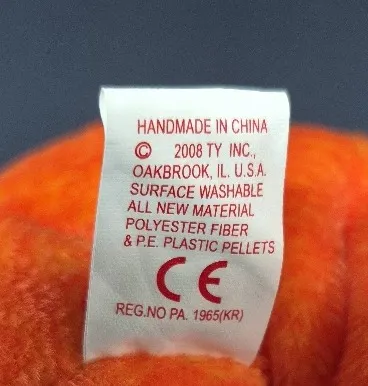 HANDMADE IN CHINA
© 2008 TY INC.,
OAKBROOK, IL. U.S.A.
SURFACE WASHABLE
ALL NEW MATERIAL
POLYESTER FIBER
& P.E. PLASTIC PELLETS
CE
REG.NO PA. 1965(KR)